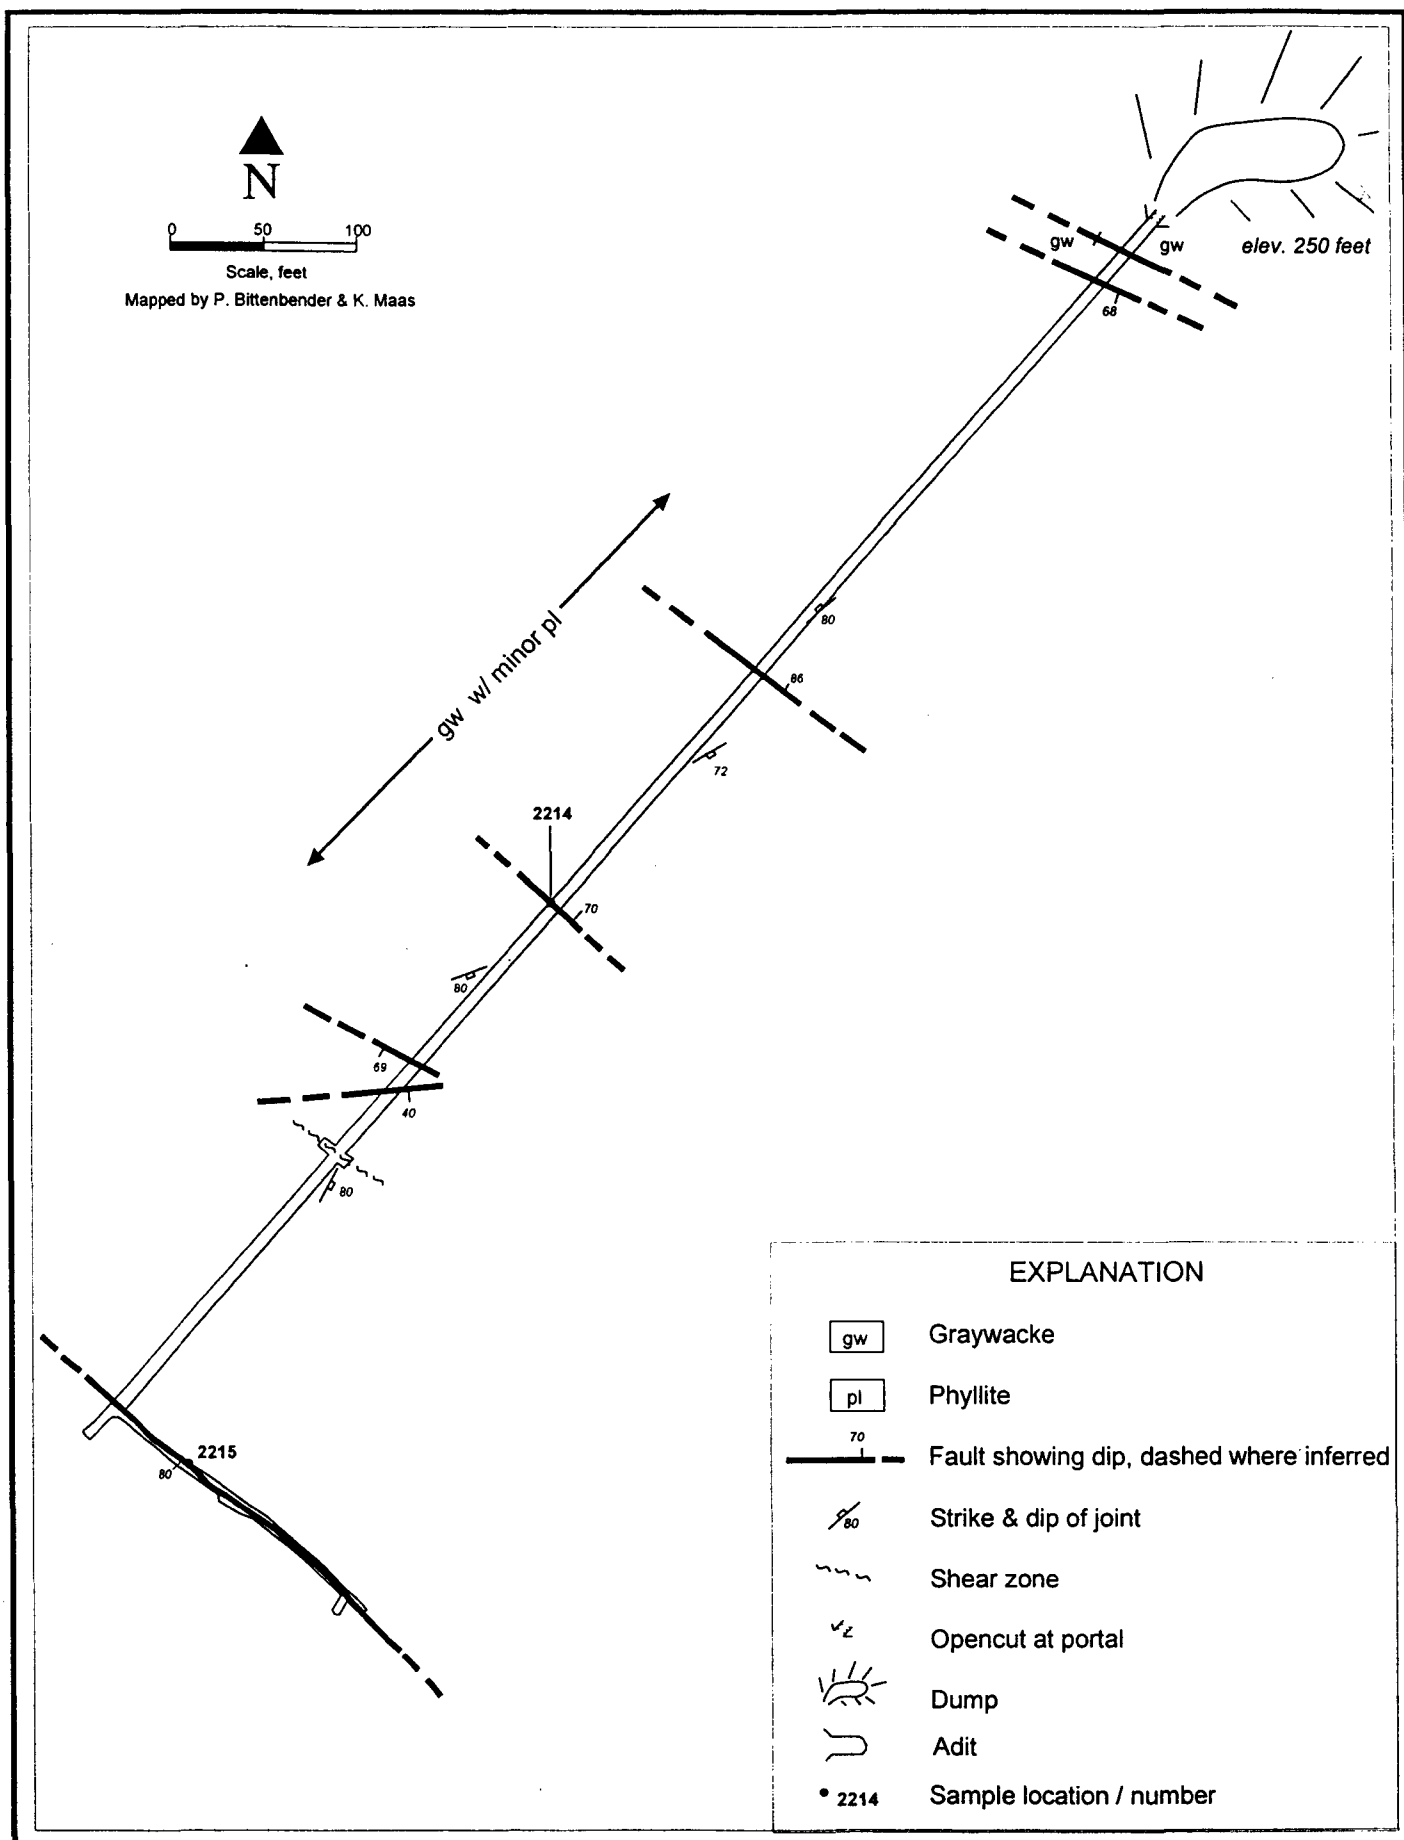 N
0 50 100
Scale, feet
Mapped by P. Bittenbender & K. Maas
gw
gw
elev. 250 feet
68
80
86
gw w/ minor pl
72
2214
70
80
69
40
80
2215
80
EXPLANATION
gw Graywacke
pl Phyllite
70 Fault showing dip, dashed where inferred
80 Strike & dip of joint
Shear zone
Opencut at portal
Dump
Adit
2214 Sample location / number